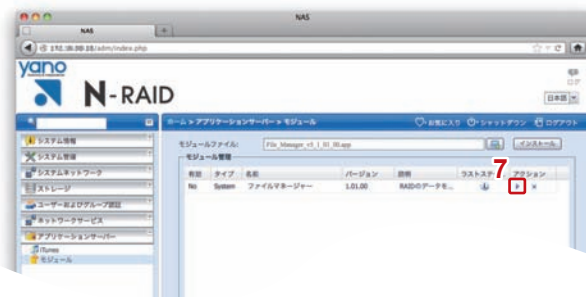 NAS
NAS
/adm/index.php
yano
N-RAID
日本語
ホーム > アプリケーションサーバー > モジュール
お気に入り
シャットダウン
ログアウト
システム情報
システム管理
システムネットワーク
ストレージ
ユーザーおよびグループ認証
ネットワークサービス
アプリケーションサーバー
iTunes
モジュール
モジュールファイル:
インストール
モジュール管理
7
有効 タイプ 名称 バージョン 説明 ラストステ... アクション
No System ファイルマネージャー 1.01.00 RAIDのデータモ...